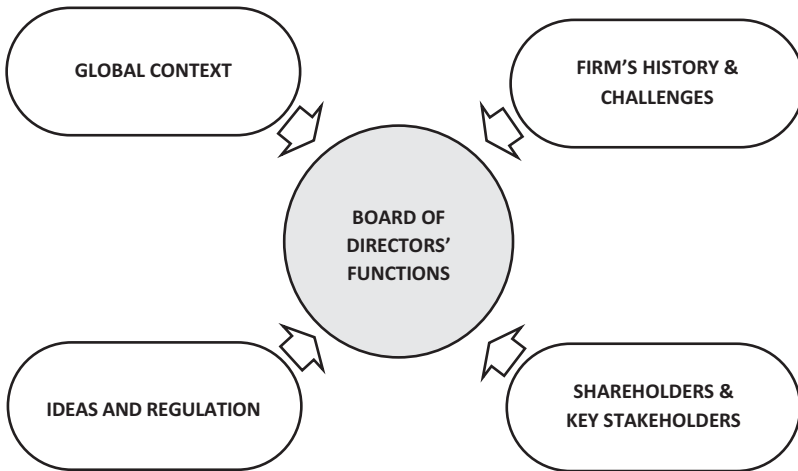 GLOBAL CONTEXT
FIRM’S HISTORY &
CHALLENGES
BOARD OF
DIRECTORS’
FUNCTIONS
IDEAS AND REGULATION
SHAREHOLDERS &
KEY STAKEHOLDERS